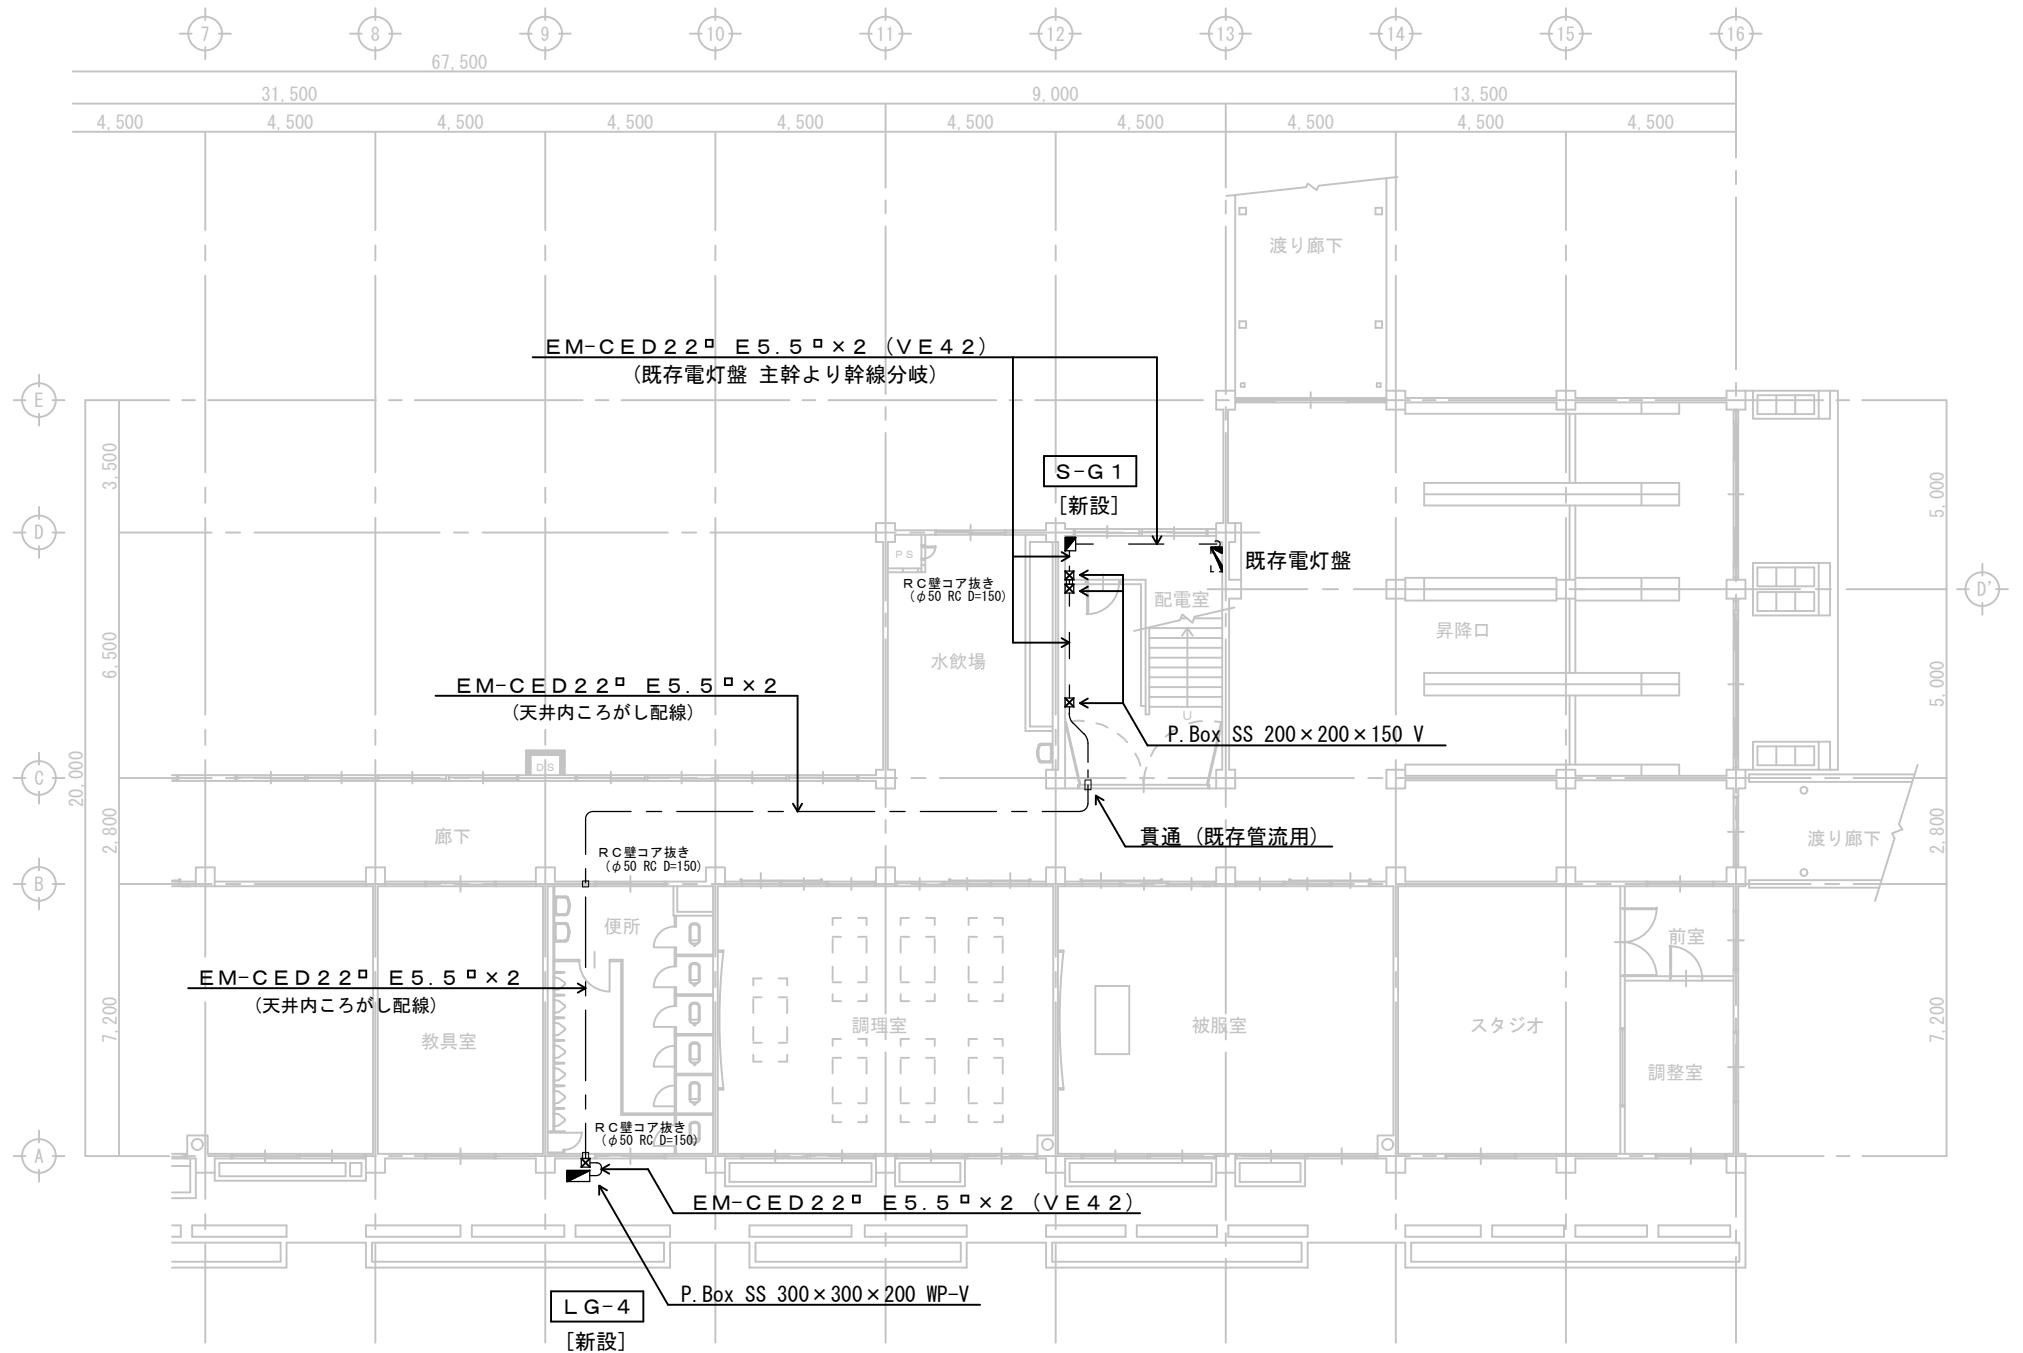 7 8 9 10 11 12 13 14 15 16
67,500
31,500 9,000 13,500
4,500 4,500 4,500 4,500 4,500 4,500 4,500 4,500 4,500 4,500
渡り廊下
EM-CED22□ E5.5□×2 (VE42)
(既存電灯盤 主幹より幹線分岐)
E
3,500
S-G1
[新設]
5,000
D
PS
既存電灯盤
RC壁コア抜き
(φ50 RC D=150)
配電室
D'
昇降口
6,500
水飲場
EM-CED22□ E5.5□×2
(天井内ころがし配線)
5,000
U
P.Box SS 200×200×150 V
DS
C
20,000
2,800
廊下
貫通 (既存管流用)
渡り廊下
2,800
RC壁コア抜き
(φ50 RC D=150)
B
便所
前室
EM-CED22□ E5.5□×2
(天井内ころがし配線)
7,200
教具室
調理室
被服室
スタジオ
7,200
調整室
RC壁コア抜き
(φ50 RC D=150)
A
EM-CED22□ E5.5□×2 (VE42)
P.Box SS 300×300×200 WP-V
LG-4
[新設]